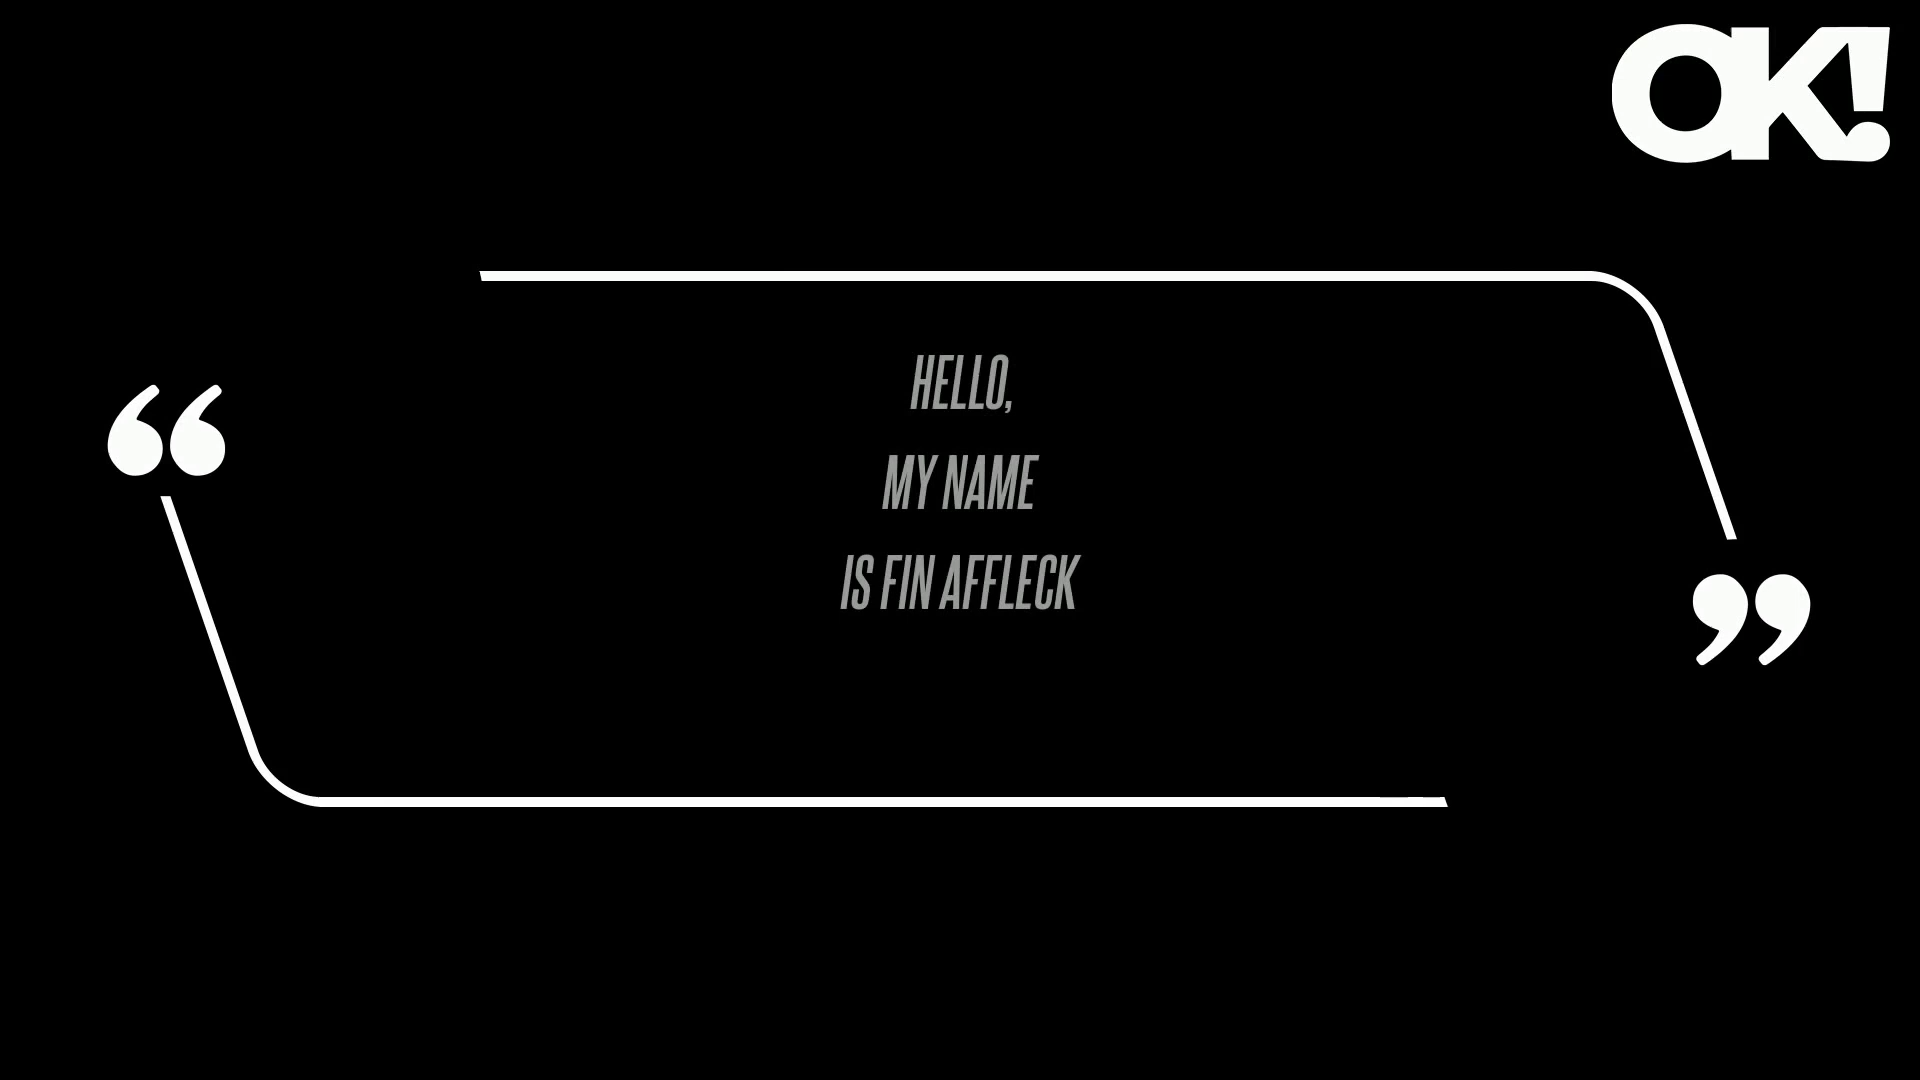 OK!
“
HELLO,
MY NAME
IS FIN AFFLECK
”